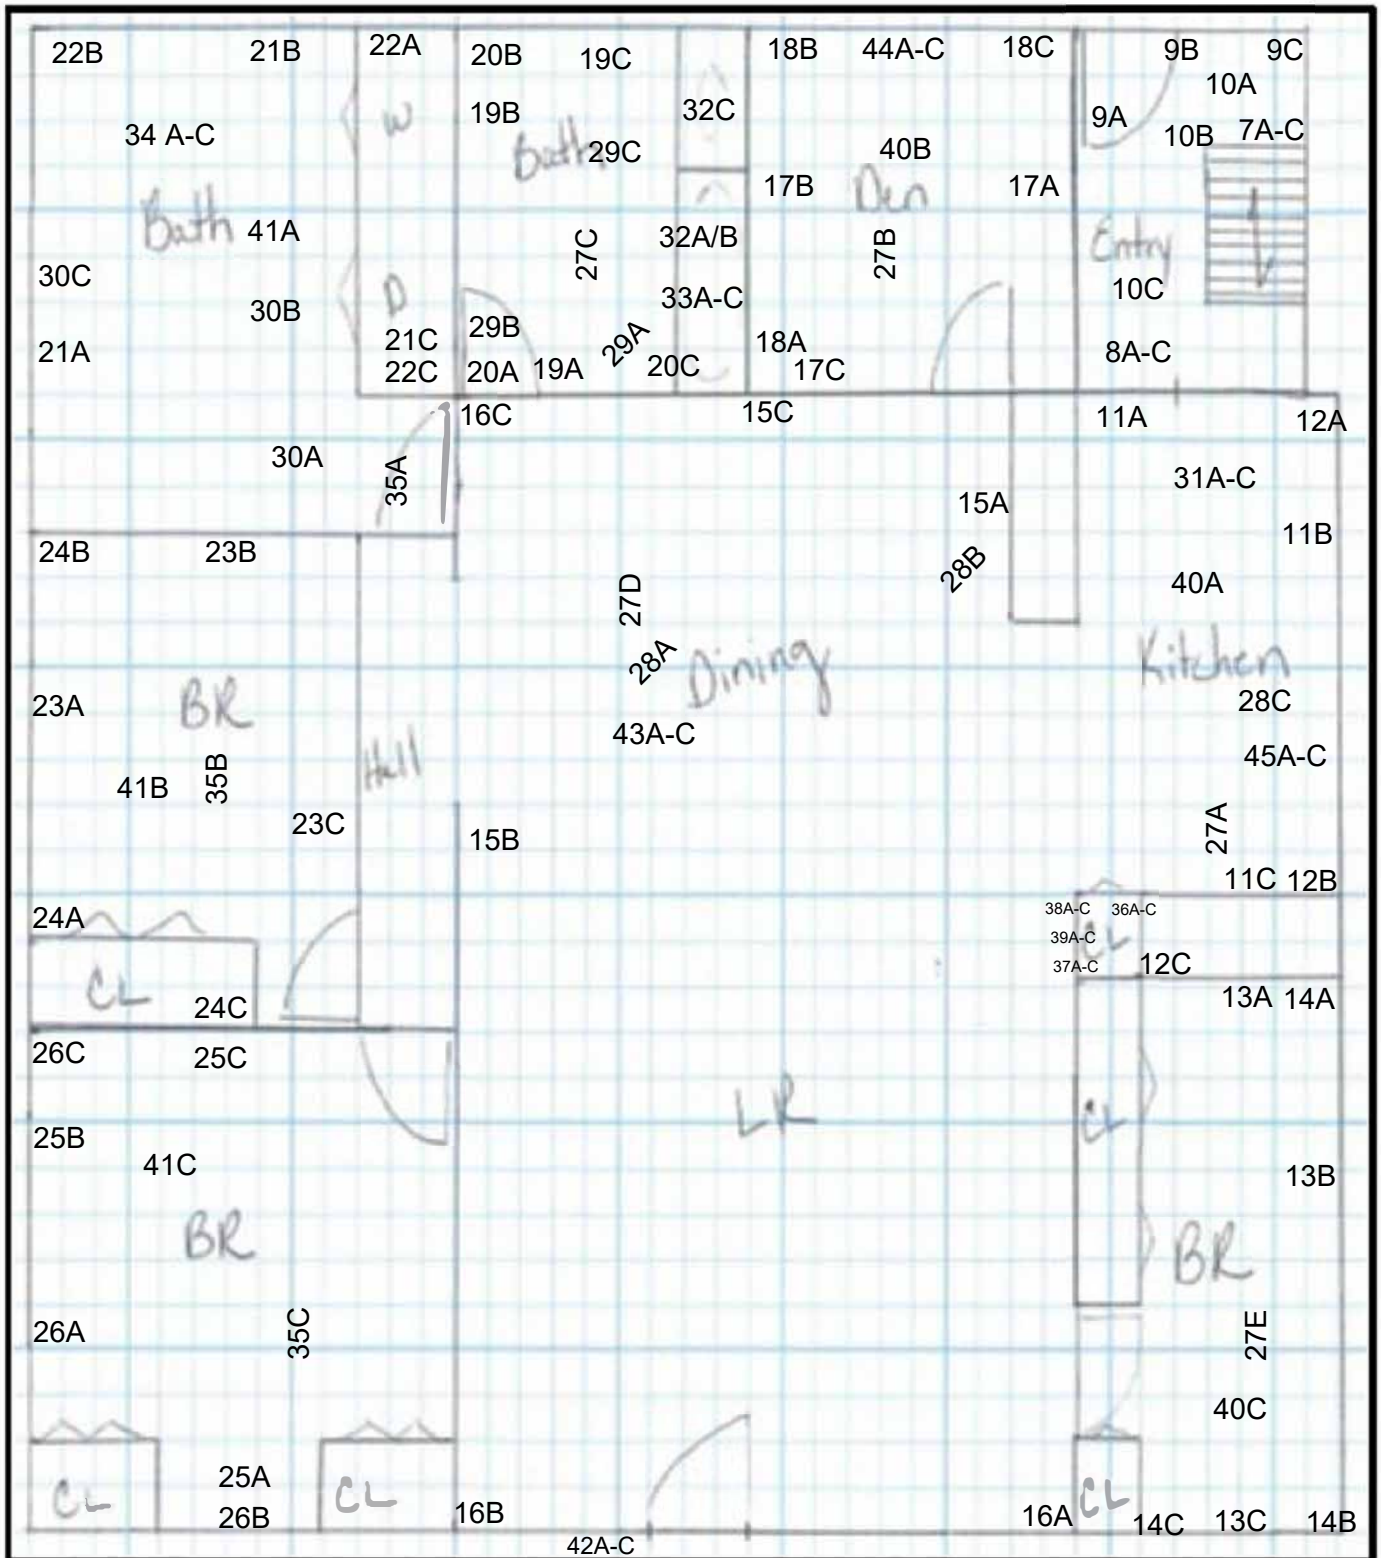 22B 21B 22A 20B 19C 18B 44A-C 18C 9B 9C
10A
34 A-C W 19B 32C 9A 10B 7A-C
Bath 29C 40B
17B Den 17A
Bath 41A 27C 32A/B 27B Entry
30C 10C
30B D 33A-C
21A 21C 29B 29A 18A 8A-C
22C 20A 19A 20C 17C
16C 15C 11A 12A
30A 35A 31A-C
15A
24B 23B 11B
28B
27D 40A
28A Dining Kitchen
23A BR 28C
43A-C
Hall 45A-C
41B 35B
23C 15B 27A
11C 12B
24A 38A-C 36A-C
39A-C CL
37A-C 12C
CL 24C 13A 14A
26C 25C
LR CL
25B
41C 13B
BR BR
26A 35C 27E
40C
CL 25A CL CL
26B 16B 16A 14C 13C 14B
42A-C